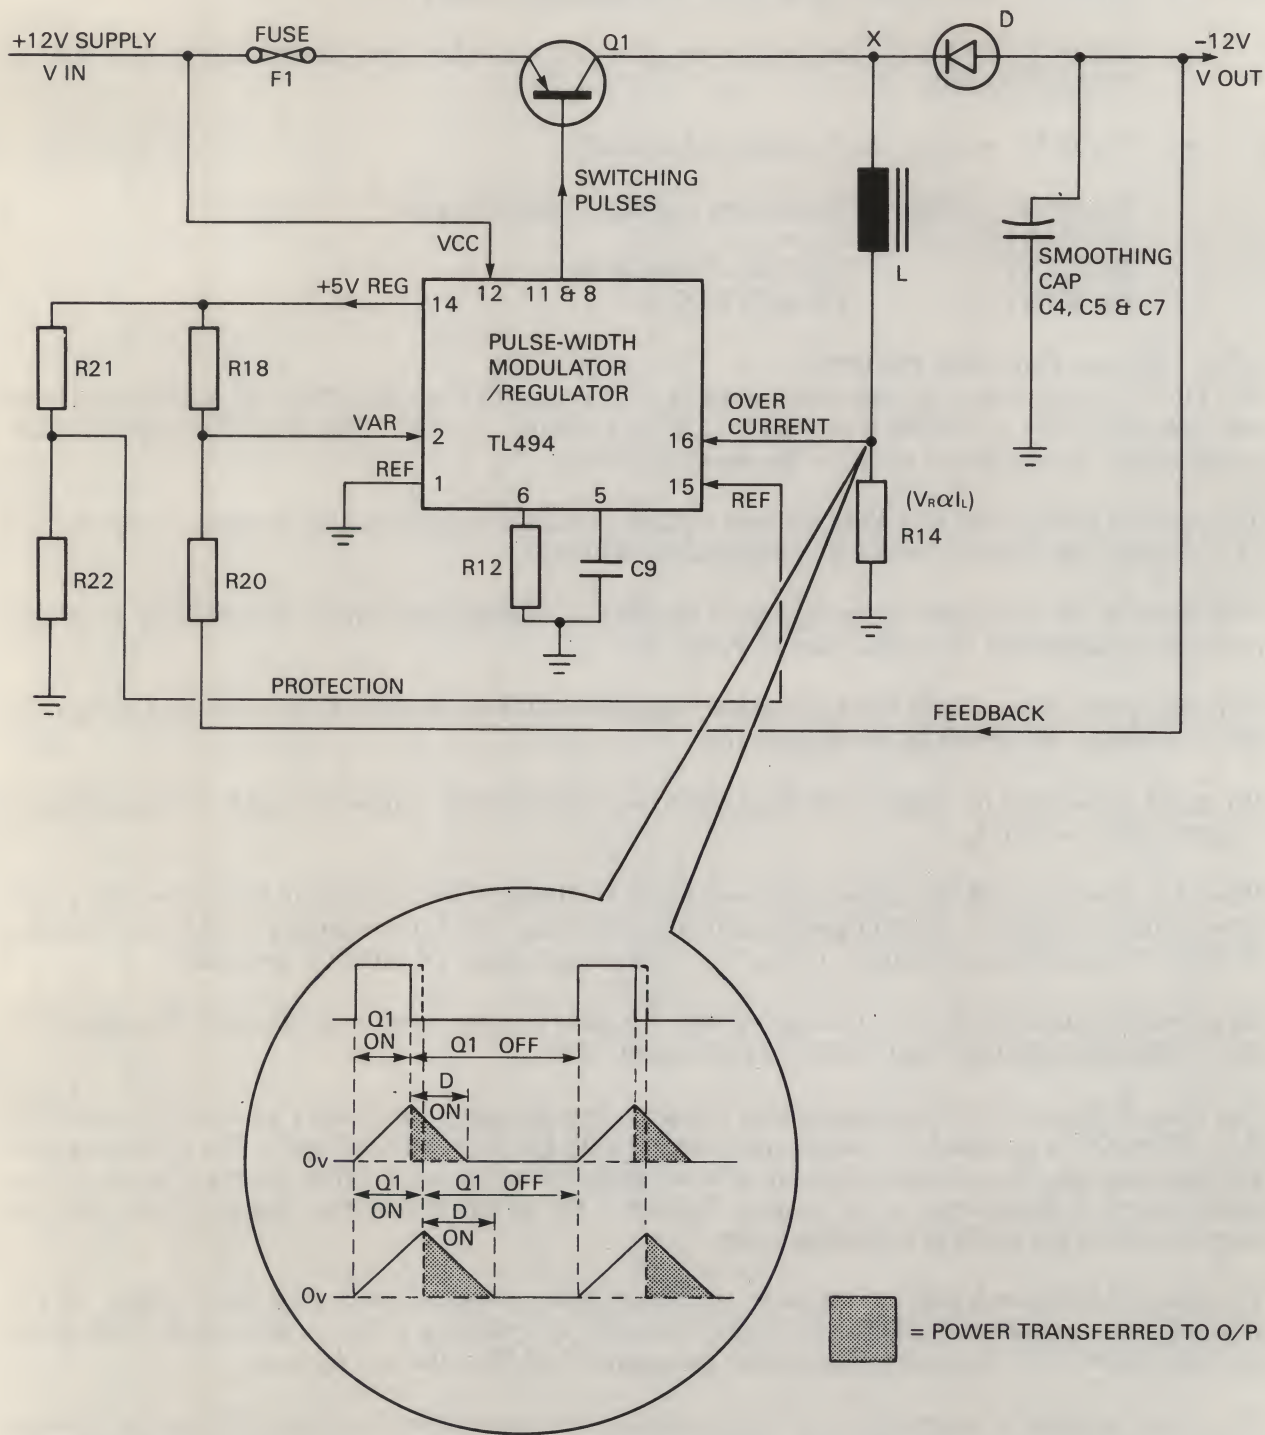 +12V SUPPLY
V IN
FUSE
F1
Q1
X
D
–12V
V OUT
SWITCHING
PULSES
VCC
L
SMOOTHING
CAP
C4, C5 & C7
+5V REG
14
12
11 & 8
PULSE-WIDTH
MODULATOR
/REGULATOR
TL494
R21
R18
VAR
2
REF
1
OVER
CURRENT
16
15
REF
(VRαIL)
R14
6
5
R12
C9
R22
R20
PROTECTION
FEEDBACK
Q1
ON
Q1 OFF
D
ON
0v
Q1
ON
Q1 OFF
D
ON
0v
= POWER TRANSFERRED TO O/P